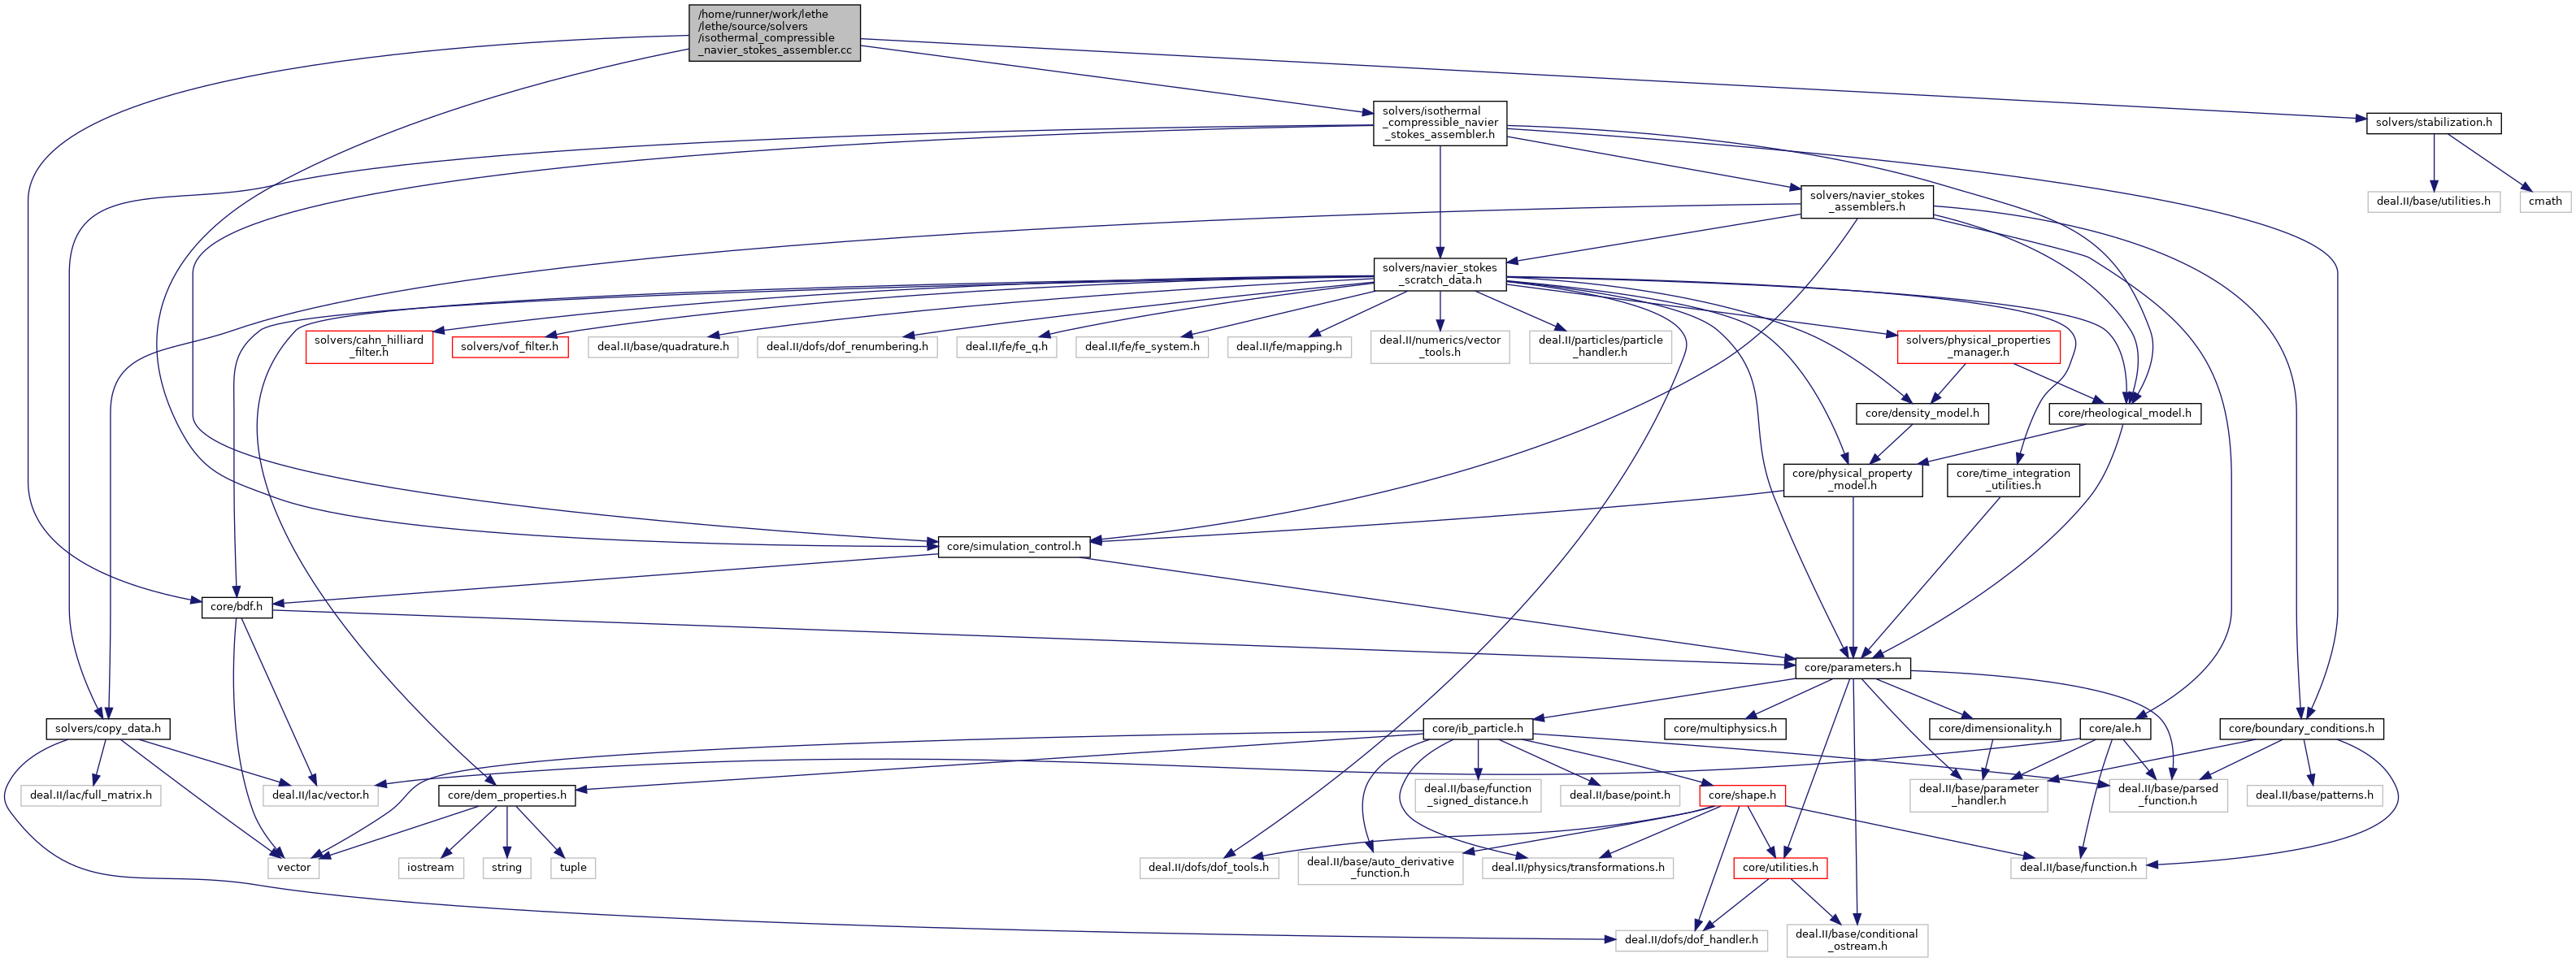 /home/runner/work/lethe
/lethe/source/solvers
/isothermal_compressible
_navier_stokes_assembler.cc
solvers/isothermal
_compressible_navier
_stokes_assembler.h
solvers/stabilization.h
solvers/navier_stokes
_assemblers.h
deal.II/base/utilities.h
cmath
solvers/navier_stokes
_scratch_data.h
solvers/cahn_hilliard
_filter.h
solvers/vof_filter.h
deal.II/base/quadrature.h
deal.II/dofs/dof_renumbering.h
deal.II/fe/fe_q.h
deal.II/fe/fe_system.h
deal.II/fe/mapping.h
deal.II/numerics/vector
_tools.h
deal.II/particles/particle
_handler.h
solvers/physical_properties
_manager.h
core/density_model.h
core/rheological_model.h
core/physical_property
_model.h
core/time_integration
_utilities.h
core/simulation_control.h
core/bdf.h
core/parameters.h
solvers/copy_data.h
core/ib_particle.h
core/multiphysics.h
core/dimensionality.h
core/ale.h
core/boundary_conditions.h
deal.II/lac/full_matrix.h
deal.II/lac/vector.h
core/dem_properties.h
deal.II/base/function
_signed_distance.h
deal.II/base/point.h
core/shape.h
deal.II/base/parameter
_handler.h
deal.II/base/parsed
_function.h
deal.II/base/patterns.h
vector
iostream
string
tuple
deal.II/dofs/dof_tools.h
deal.II/base/auto_derivative
_function.h
deal.II/physics/transformations.h
core/utilities.h
deal.II/base/function.h
deal.II/dofs/dof_handler.h
deal.II/base/conditional
_ostream.h